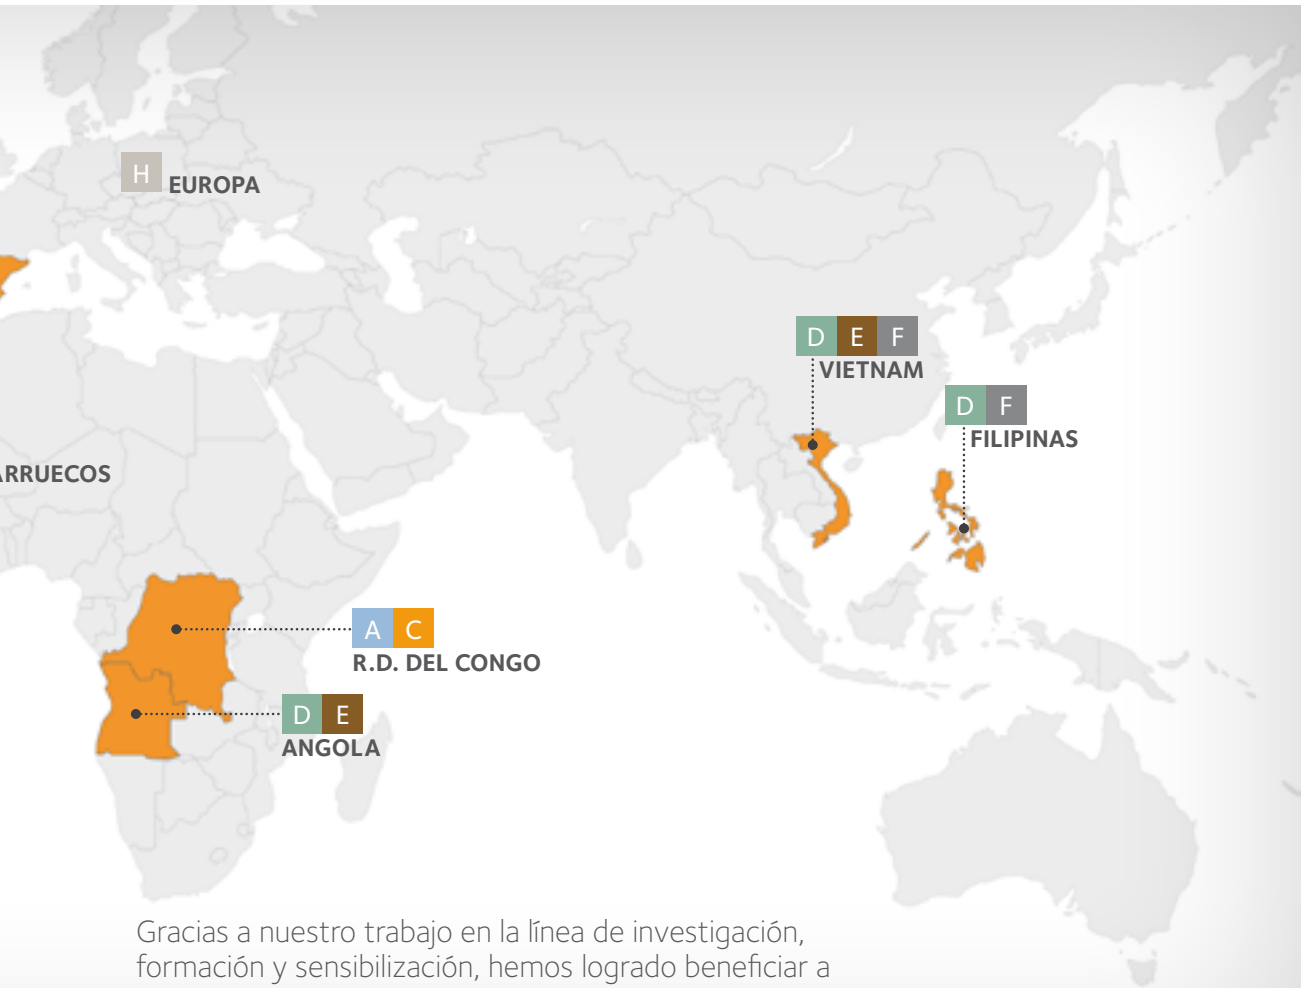 H EUROPA
D E F
VIETNAM
D F
FILIPINAS
ARRUECOS
A C
R.D. DEL CONGO
D E
ANGOLA
Gracias a nuestro trabajo en la línea de investigación,
formación y sensibilización, hemos logrado beneficiar a